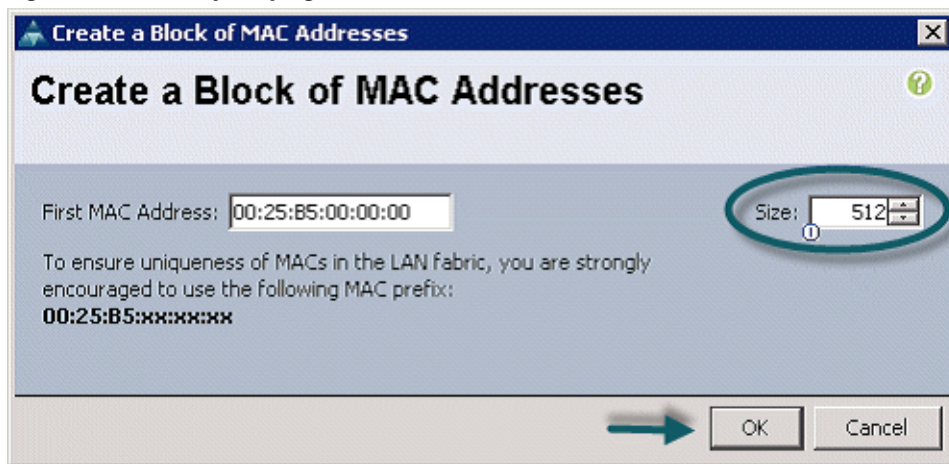 Create a Block of MAC Addresses
Create a Block of MAC Addresses
First MAC Address: 00:25:B5:00:00:00
Size: 512
To ensure uniqueness of MACs in the LAN fabric, you are strongly
encouraged to use the following MAC prefix:
00:25:B5:xx:xx:xx
OK
Cancel